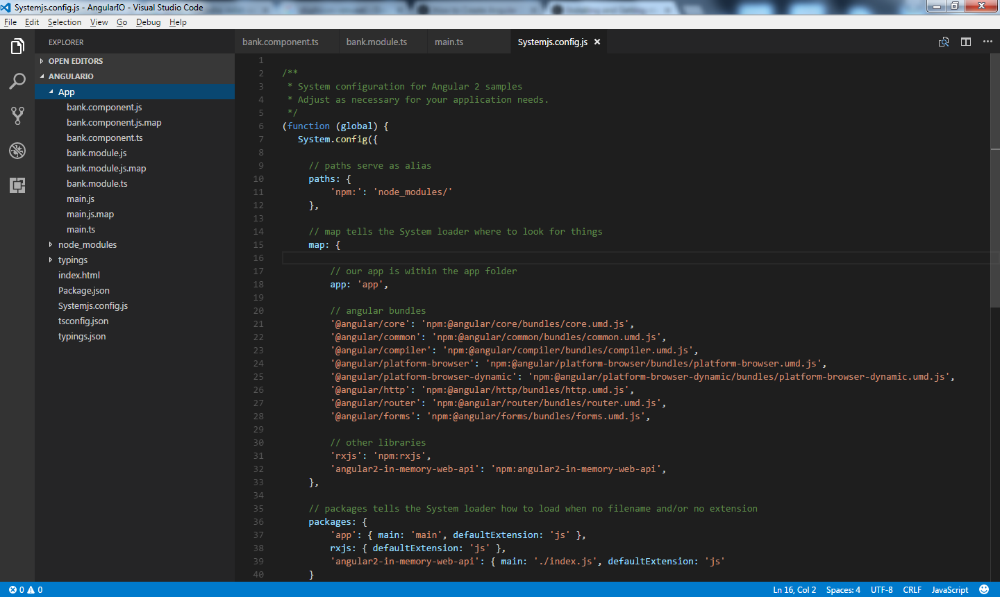 Systemjs.config.js - AngularIO - Visual Studio Code
File Edit Selection View Go Debug Help
EXPLORER
OPEN EDITORS
ANGULARIO
App
bank.component.js
bank.component.js.map
bank.component.ts
bank.module.js
bank.module.js.map
bank.module.ts
main.js
main.js.map
main.ts
node_modules
typings
index.html
Package.json
Systemjs.config.js
tsconfig.json
typings.json
bank.component.ts bank.module.ts main.ts Systemjs.config.js
1
2 /**
3 * System configuration for Angular 2 samples
4 * Adjust as necessary for your application needs.
5 */
6 (function (global) {
7 System.config({
8
9 // paths serve as alias
10 paths: {
11 'npm:': 'node_modules/'
12 },
13
14 // map tells the System loader where to look for things
15 map: {
16
17 // our app is within the app folder
18 app: 'app',
19
20 // angular bundles
21 '@angular/core': 'npm:@angular/core/bundles/core.umd.js',
22 '@angular/common': 'npm:@angular/common/bundles/common.umd.js',
23 '@angular/compiler': 'npm:@angular/compiler/bundles/compiler.umd.js',
24 '@angular/platform-browser': 'npm:@angular/platform-browser/bundles/platform-browser.umd.js',
25 '@angular/platform-browser-dynamic': 'npm:@angular/platform-browser-dynamic/bundles/platform-browser-dynamic.umd.js',
26 '@angular/http': 'npm:@angular/http/bundles/http.umd.js',
27 '@angular/router': 'npm:@angular/router/bundles/router.umd.js',
28 '@angular/forms': 'npm:@angular/forms/bundles/forms.umd.js',
29
30 // other libraries
31 'rxjs': 'npm:rxjs',
32 'angular2-in-memory-web-api': 'npm:angular2-in-memory-web-api',
33 },
34
35 // packages tells the System loader how to load when no filename and/or no extension
36 packages: {
37 'app': { main: 'main', defaultExtension: 'js' },
38 rxjs: { defaultExtension: 'js' },
39 'angular2-in-memory-web-api': { main: './index.js', defaultExtension: 'js'
40 }
0 0 Ln 16, Col 2 Spaces: 4 UTF-8 CRLF JavaScript